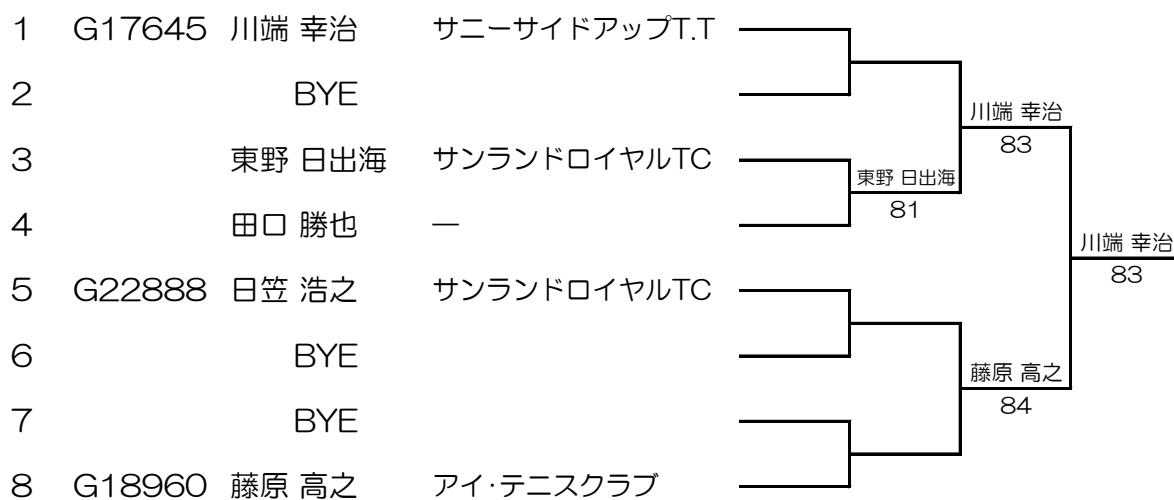 1 G17645 川端 幸治 サニーサイドアップT.T
2 BYE
川端 幸治
83
3 東野 日出海 サンランドロイヤルTC
東野 日出海
81
4 田口 勝也 ―
川端 幸治
83
5 G22888 日笠 浩之 サンランドロイヤルTC
6 BYE
藤原 高之
84
7 BYE
8 G18960 藤原 高之 アイ・テニスクラブ